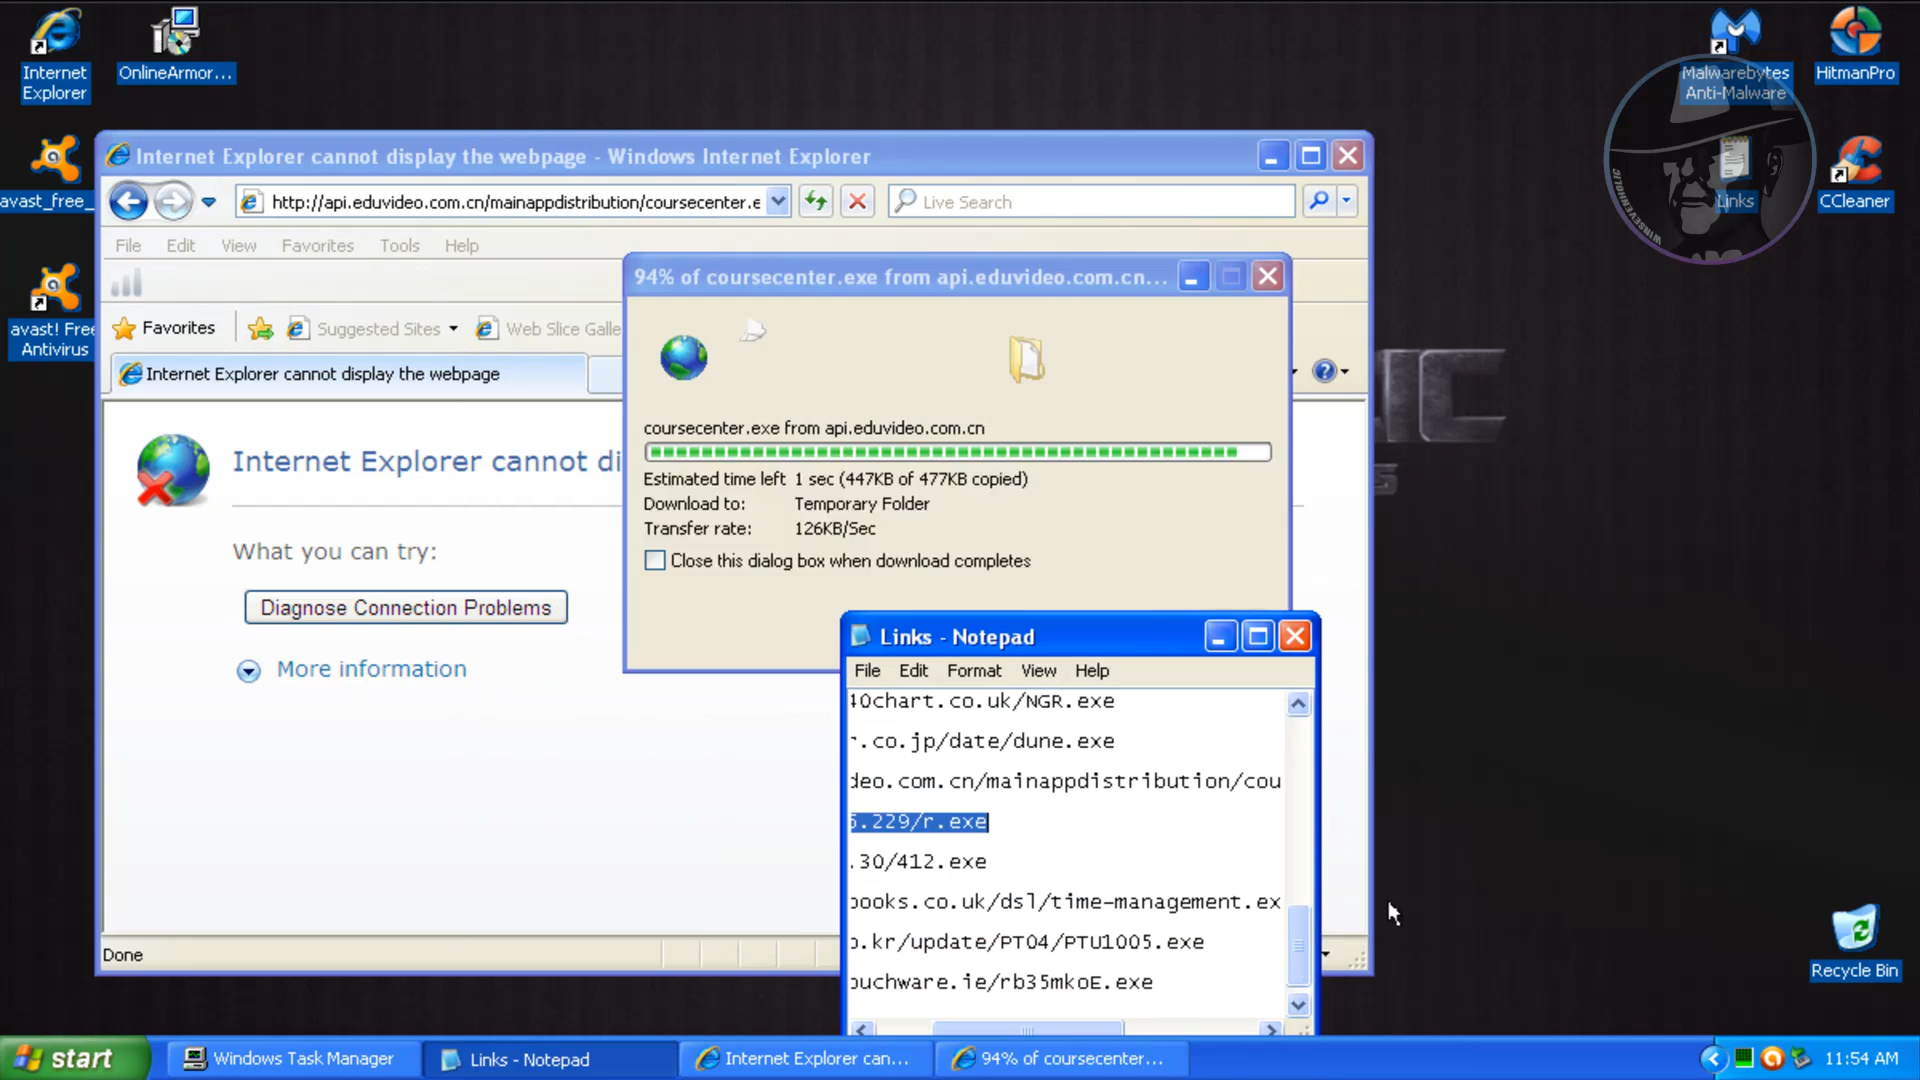 Internet
Explorer
OnlineArmor...
Malwarebytes
Anti-Malware
HitmanPro
avast_free_
Links
CCleaner
WINSEVENHOLIC
avast! Free
Antivirus
Internet Explorer cannot display the webpage - Windows Internet Explorer
http://api.eduvideo.com.cn/mainappdistribution/coursecenter.e
Live Search
File Edit View Favorites Tools Help
Favorites Suggested Sites Web Slice Galle
Internet Explorer cannot display the webpage
Internet Explorer cannot di
What you can try:
Diagnose Connection Problems
More information
Done
94% of coursecenter.exe from api.eduvideo.com.cn...
coursecenter.exe from api.eduvideo.com.cn
Estimated time left 1 sec (447KB of 477KB copied)
Download to: Temporary Folder
Transfer rate: 126KB/Sec
Close this dialog box when download completes
Links - Notepad
File Edit Format View Help
40chart.co.uk/NGR.exe
r.co.jp/date/dune.exe
deo.com.cn/mainappdistribution/cou
6.229/r.exe
.30/412.exe
books.co.uk/dsl/time-management.ex
o.kr/update/PT04/PTU1005.exe
ouchware.ie/rb35mkoE.exe
Recycle Bin
start
Windows Task Manager
Links - Notepad
Internet Explorer can...
94% of coursecenter...
11:54 AM